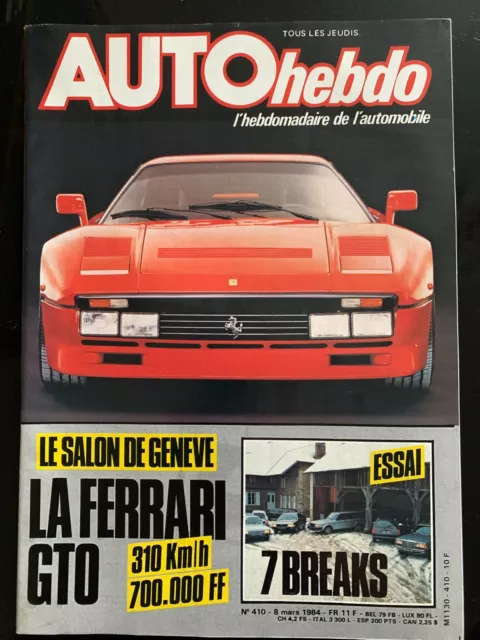 TOUS LES JEUDIS
AUTOhebdo
l'hebdomadaire de l'automobile
LE SALON DE GENEVE
LA FERRARI
GTO
310 Km/h
700.000 FF
ESSAI
7 BREAKS
N° 410 - 8 mars 1984 - FR 11 F - BEL 79 FB - LUX 80 FL -
CH 4,2 FS - ITAL 3 300 L - ESP 200 PTS - CAN 2,25 $
M 1130 - 410 - 10 F